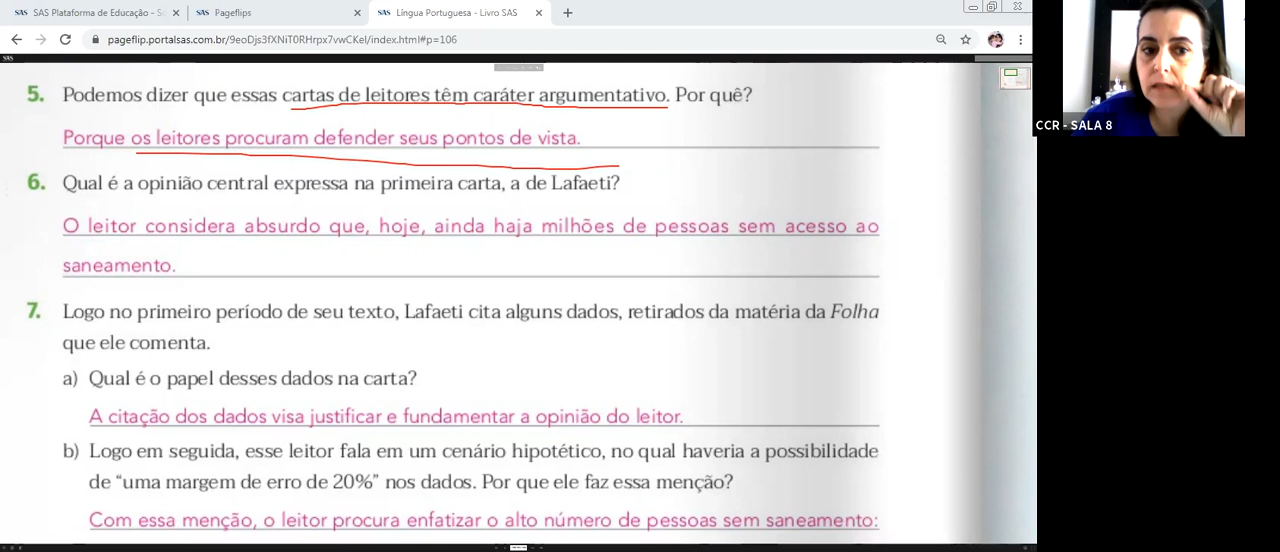 SAS Plataforma de Educação - So
Pageflips
Língua Portuguesa - Livro SAS
pageflip.portalsas.com.br/9eoDjs3fXNiT0RHrpx7vwCKel/index.html#p=106
SAS
5. Podemos dizer que essas cartas de leitores têm caráter argumentativo. Por quê?
Porque os leitores procuram defender seus pontos de vista.
6. Qual é a opinião central expressa na primeira carta, a de Lafaeti?
O leitor considera absurdo que, hoje, ainda haja milhões de pessoas sem acesso ao
saneamento.
7. Logo no primeiro período de seu texto, Lafaeti cita alguns dados, retirados da matéria da Folha
que ele comenta.
a) Qual é o papel desses dados na carta?
A citação dos dados visa justificar e fundamentar a opinião do leitor.
b) Logo em seguida, esse leitor fala em um cenário hipotético, no qual haveria a possibilidade
de “uma margem de erro de 20%” nos dados. Por que ele faz essa menção?
Com essa menção, o leitor procura enfatizar o alto número de pessoas sem saneamento:
CCR - SALA 8